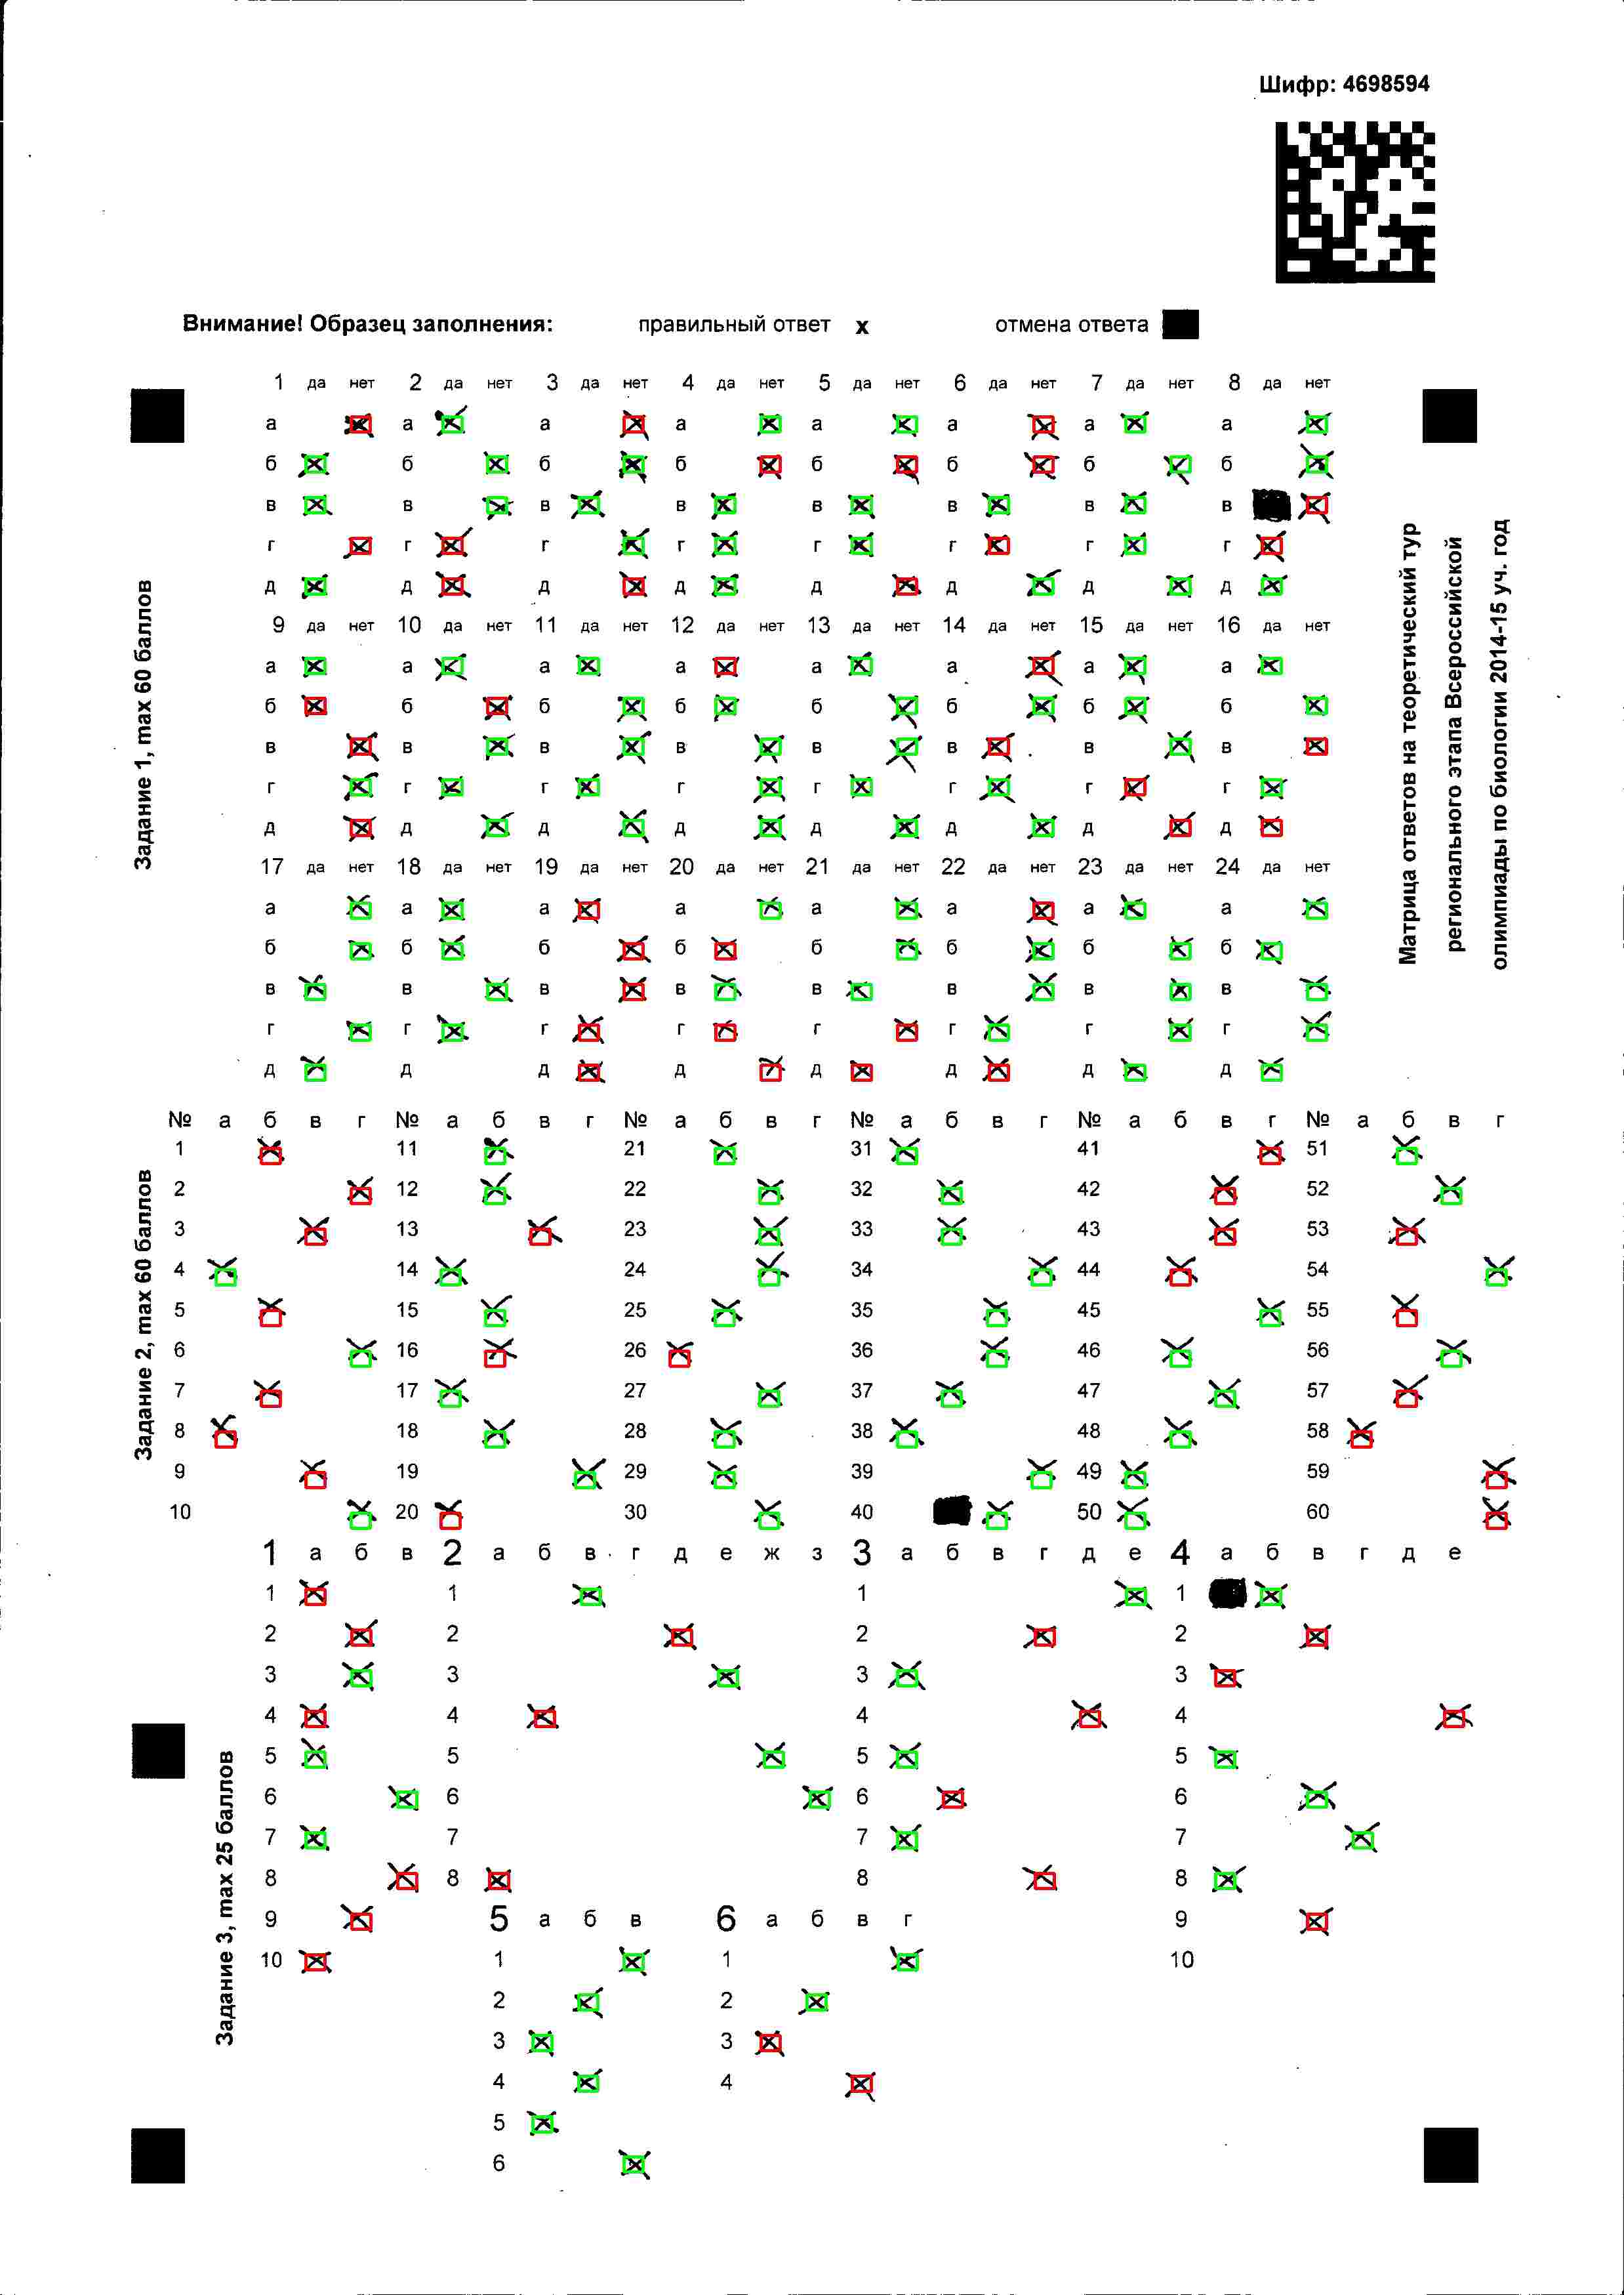 Шифр: 4698594
Внимание! Образец заполнения: правильный ответ x отмена ответа
Матрица ответов на теоретический тур
регионального этапа Всероссийской
олимпиады по биологии 2014-15 уч. год
Задание 1, max 60 баллов
1 да нет 2 да нет 3 да нет 4 да нет 5 да нет 6 да нет 7 да нет 8 да нет
а а а а а а а а
б б б б б б б б
в в в в в в в в
г г г г г г г г
д д д д д д д д
9 да нет 10 да нет 11 да нет 12 да нет 13 да нет 14 да нет 15 да нет 16 да нет
а а а а а а а а
б б б б б б б б
в в в в в в в в
г г г г г г г г
д д д д д д д д
17 да нет 18 да нет 19 да нет 20 да нет 21 да нет 22 да нет 23 да нет 24 да нет
а а а а а а а а
б б б б б б б б
в в в в в в в в
г г г г г г г г
д д д д д д д д
Задание 2, max 60 баллов
№ а б в г № а б в г № а б в г № а б в г № а б в г № а б в г
1 11 21 31 41 51
2 12 22 32 42 52
3 13 23 33 43 53
4 14 24 34 44 54
5 15 25 35 45 55
6 16 26 36 46 56
7 17 27 37 47 57
8 18 28 38 48 58
9 19 29 39 49 59
10 20 30 40 50 60
Задание 3, max 25 баллов
1 а б в 2 а б в г д е ж з 3 а б в г д е 4 а б в г д е
1 1 1 1
2 2 2 2
3 3 3 3
4 4 4 4
5 5 5 5
6 6 6 6
7 7 7 7
8 8 8 8
9 5 а б в 6 а б в г 9
10 1 1 10
2 2
3 3
4 4
5
6